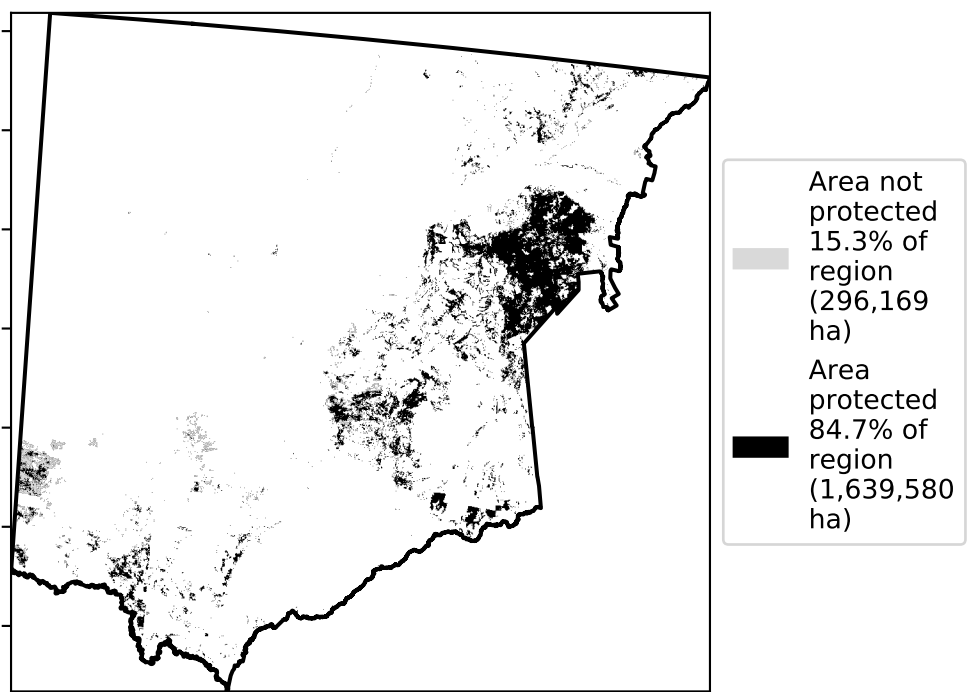 Area not
protected
15.3% of
region
(296,169
ha)
Area
protected
84.7% of
region
(1,639,580
ha)